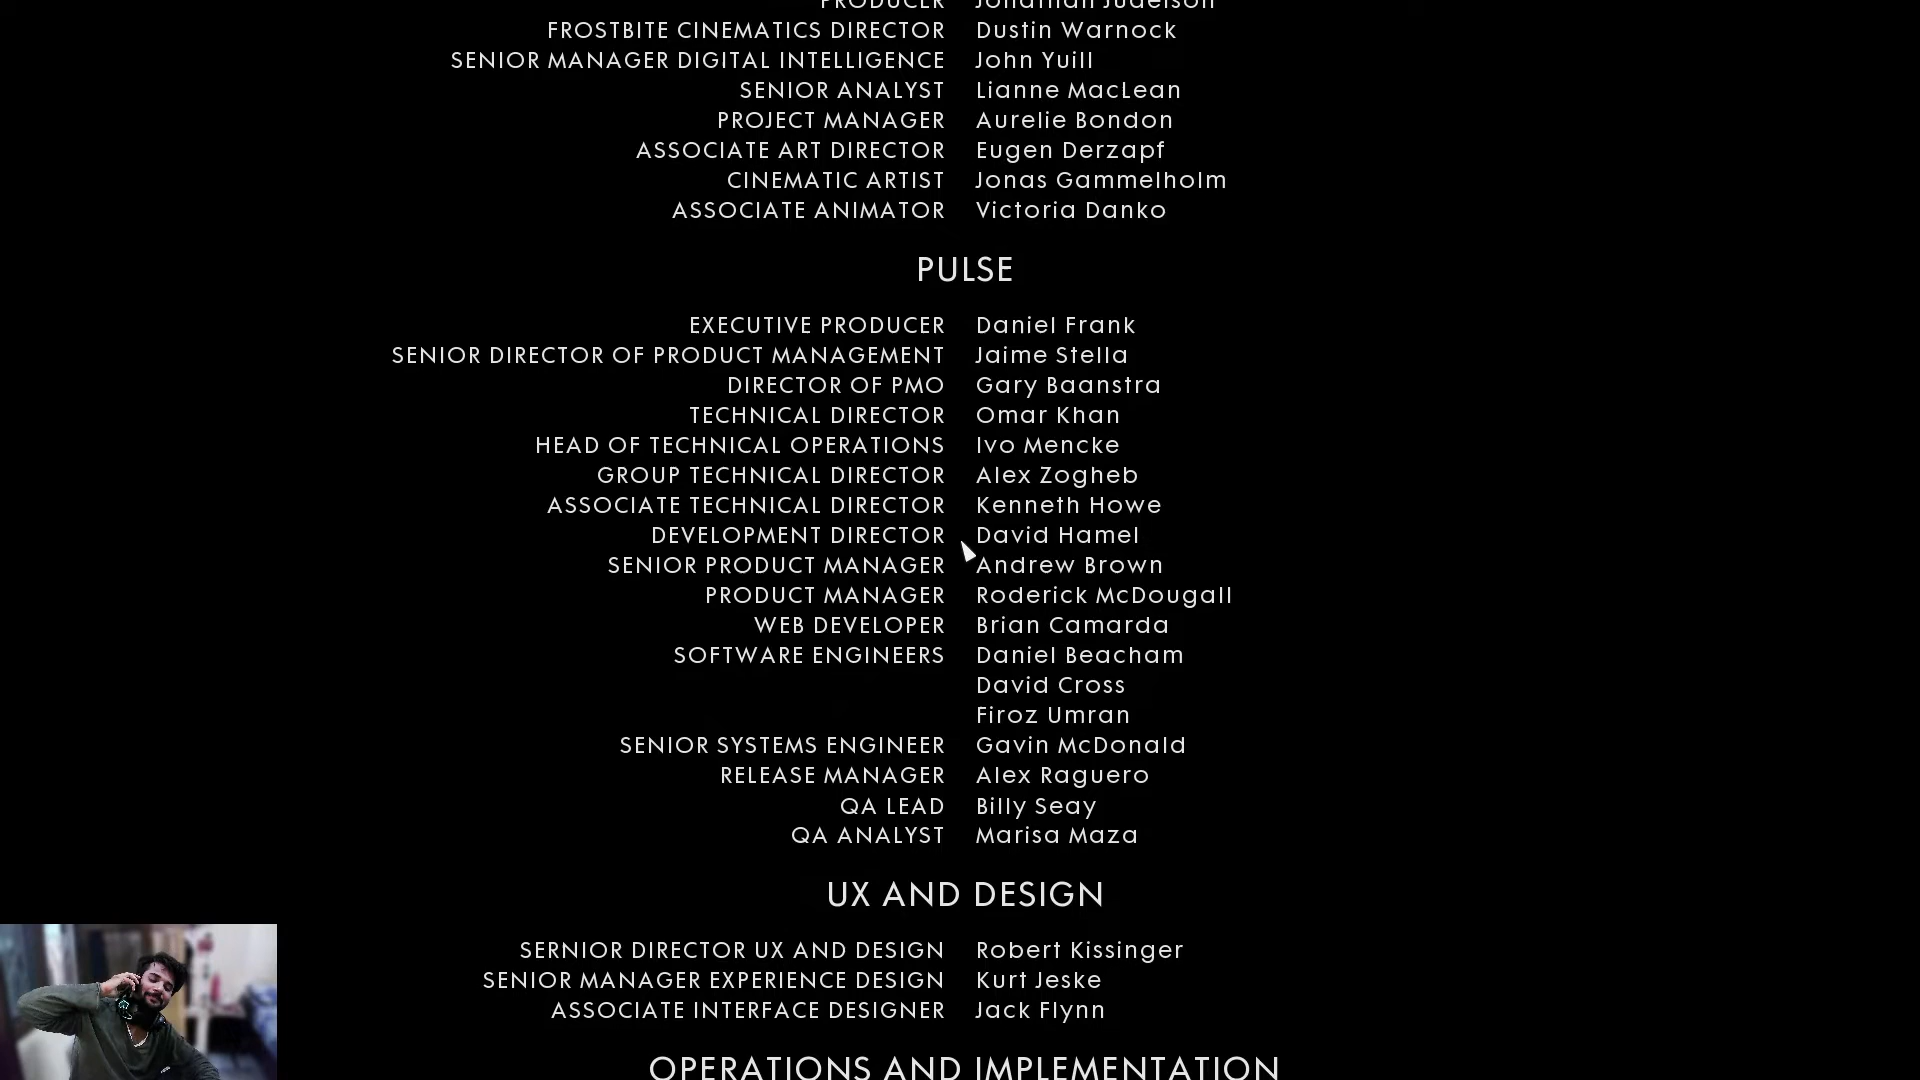 PRODUCER Jonathan Judelson
FROSTBITE CINEMATICS DIRECTOR Dustin Warnock
SENIOR MANAGER DIGITAL INTELLIGENCE John Yuill
SENIOR ANALYST Lianne MacLean
PROJECT MANAGER Aurelie Bondon
ASSOCIATE ART DIRECTOR Eugen Derzapf
CINEMATIC ARTIST Jonas Gammelholm
ASSOCIATE ANIMATOR Victoria Danko
PULSE
EXECUTIVE PRODUCER Daniel Frank
SENIOR DIRECTOR OF PRODUCT MANAGEMENT Jaime Stella
DIRECTOR OF PMO Gary Baanstra
TECHNICAL DIRECTOR Omar Khan
HEAD OF TECHNICAL OPERATIONS Ivo Mencke
GROUP TECHNICAL DIRECTOR Alex Zogheb
ASSOCIATE TECHNICAL DIRECTOR Kenneth Howe
DEVELOPMENT DIRECTOR David Hamel
SENIOR PRODUCT MANAGER Andrew Brown
PRODUCT MANAGER Roderick McDougall
WEB DEVELOPER Brian Camarda
SOFTWARE ENGINEERS Daniel Beacham
David Cross
Firoz Umran
SENIOR SYSTEMS ENGINEER Gavin McDonald
RELEASE MANAGER Alex Raguero
QA LEAD Billy Seay
QA ANALYST Marisa Maza
UX AND DESIGN
SERNIOR DIRECTOR UX AND DESIGN Robert Kissinger
SENIOR MANAGER EXPERIENCE DESIGN Kurt Jeske
ASSOCIATE INTERFACE DESIGNER Jack Flynn
OPERATIONS AND IMPLEMENTATION